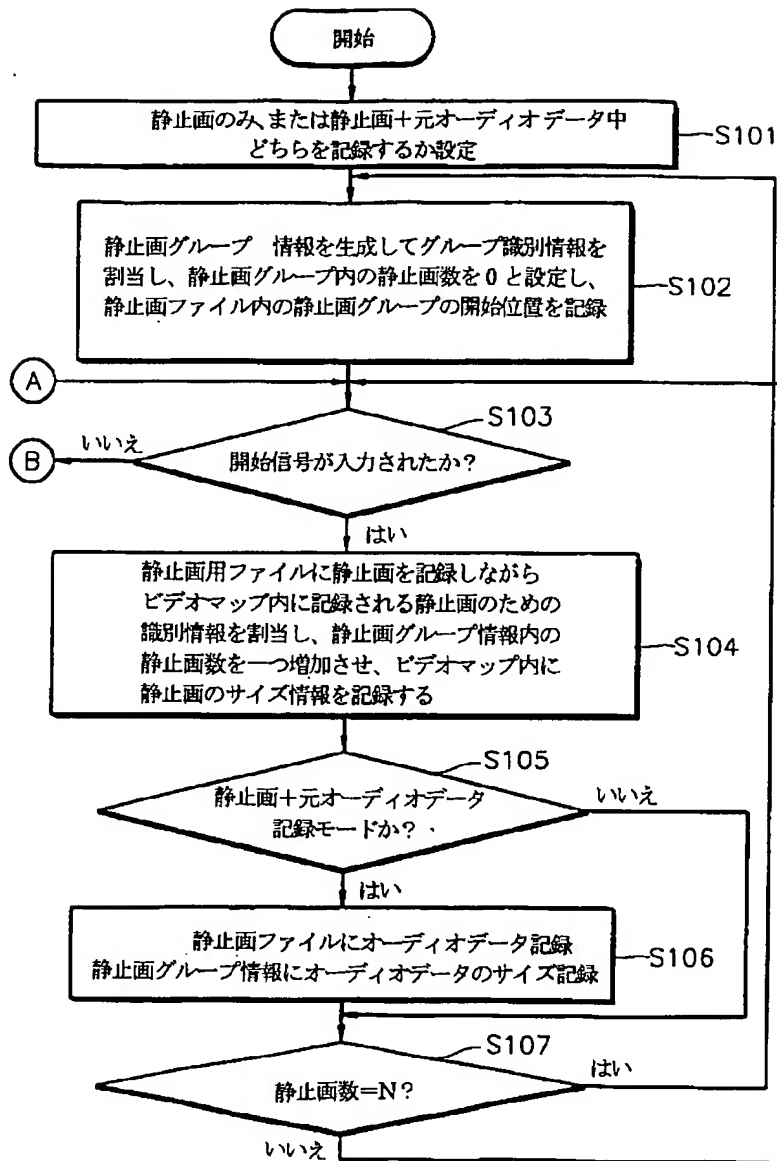 開始
静止画のみ、または静止画+元オーディオデータ中
どちらを記録するか設定
S101
静止画グループ 情報を生成してグループ識別情報を
割当し、静止画グループ内の静止画数を0と設定し、
静止画ファイル内の静止画グループの開始位置を記録
S102
A
S103
いいえ
B
開始信号が入力されたか?
はい
静止画用ファイルに静止画を記録しながら
ビデオマップ内に記録される静止画のための
識別情報を割当し、静止画グループ情報内の
静止画数を一つ増加させ、ビデオマップ内に
静止画のサイズ情報を記録する
S104
S105
静止画+元オーディオデータ
記録モードか?
いいえ
はい
静止画ファイルにオーディオデータ記録
静止画グループ情報にオーディオデータのサイズ記録
S106
S107
はい
静止画数=N?
いいえ